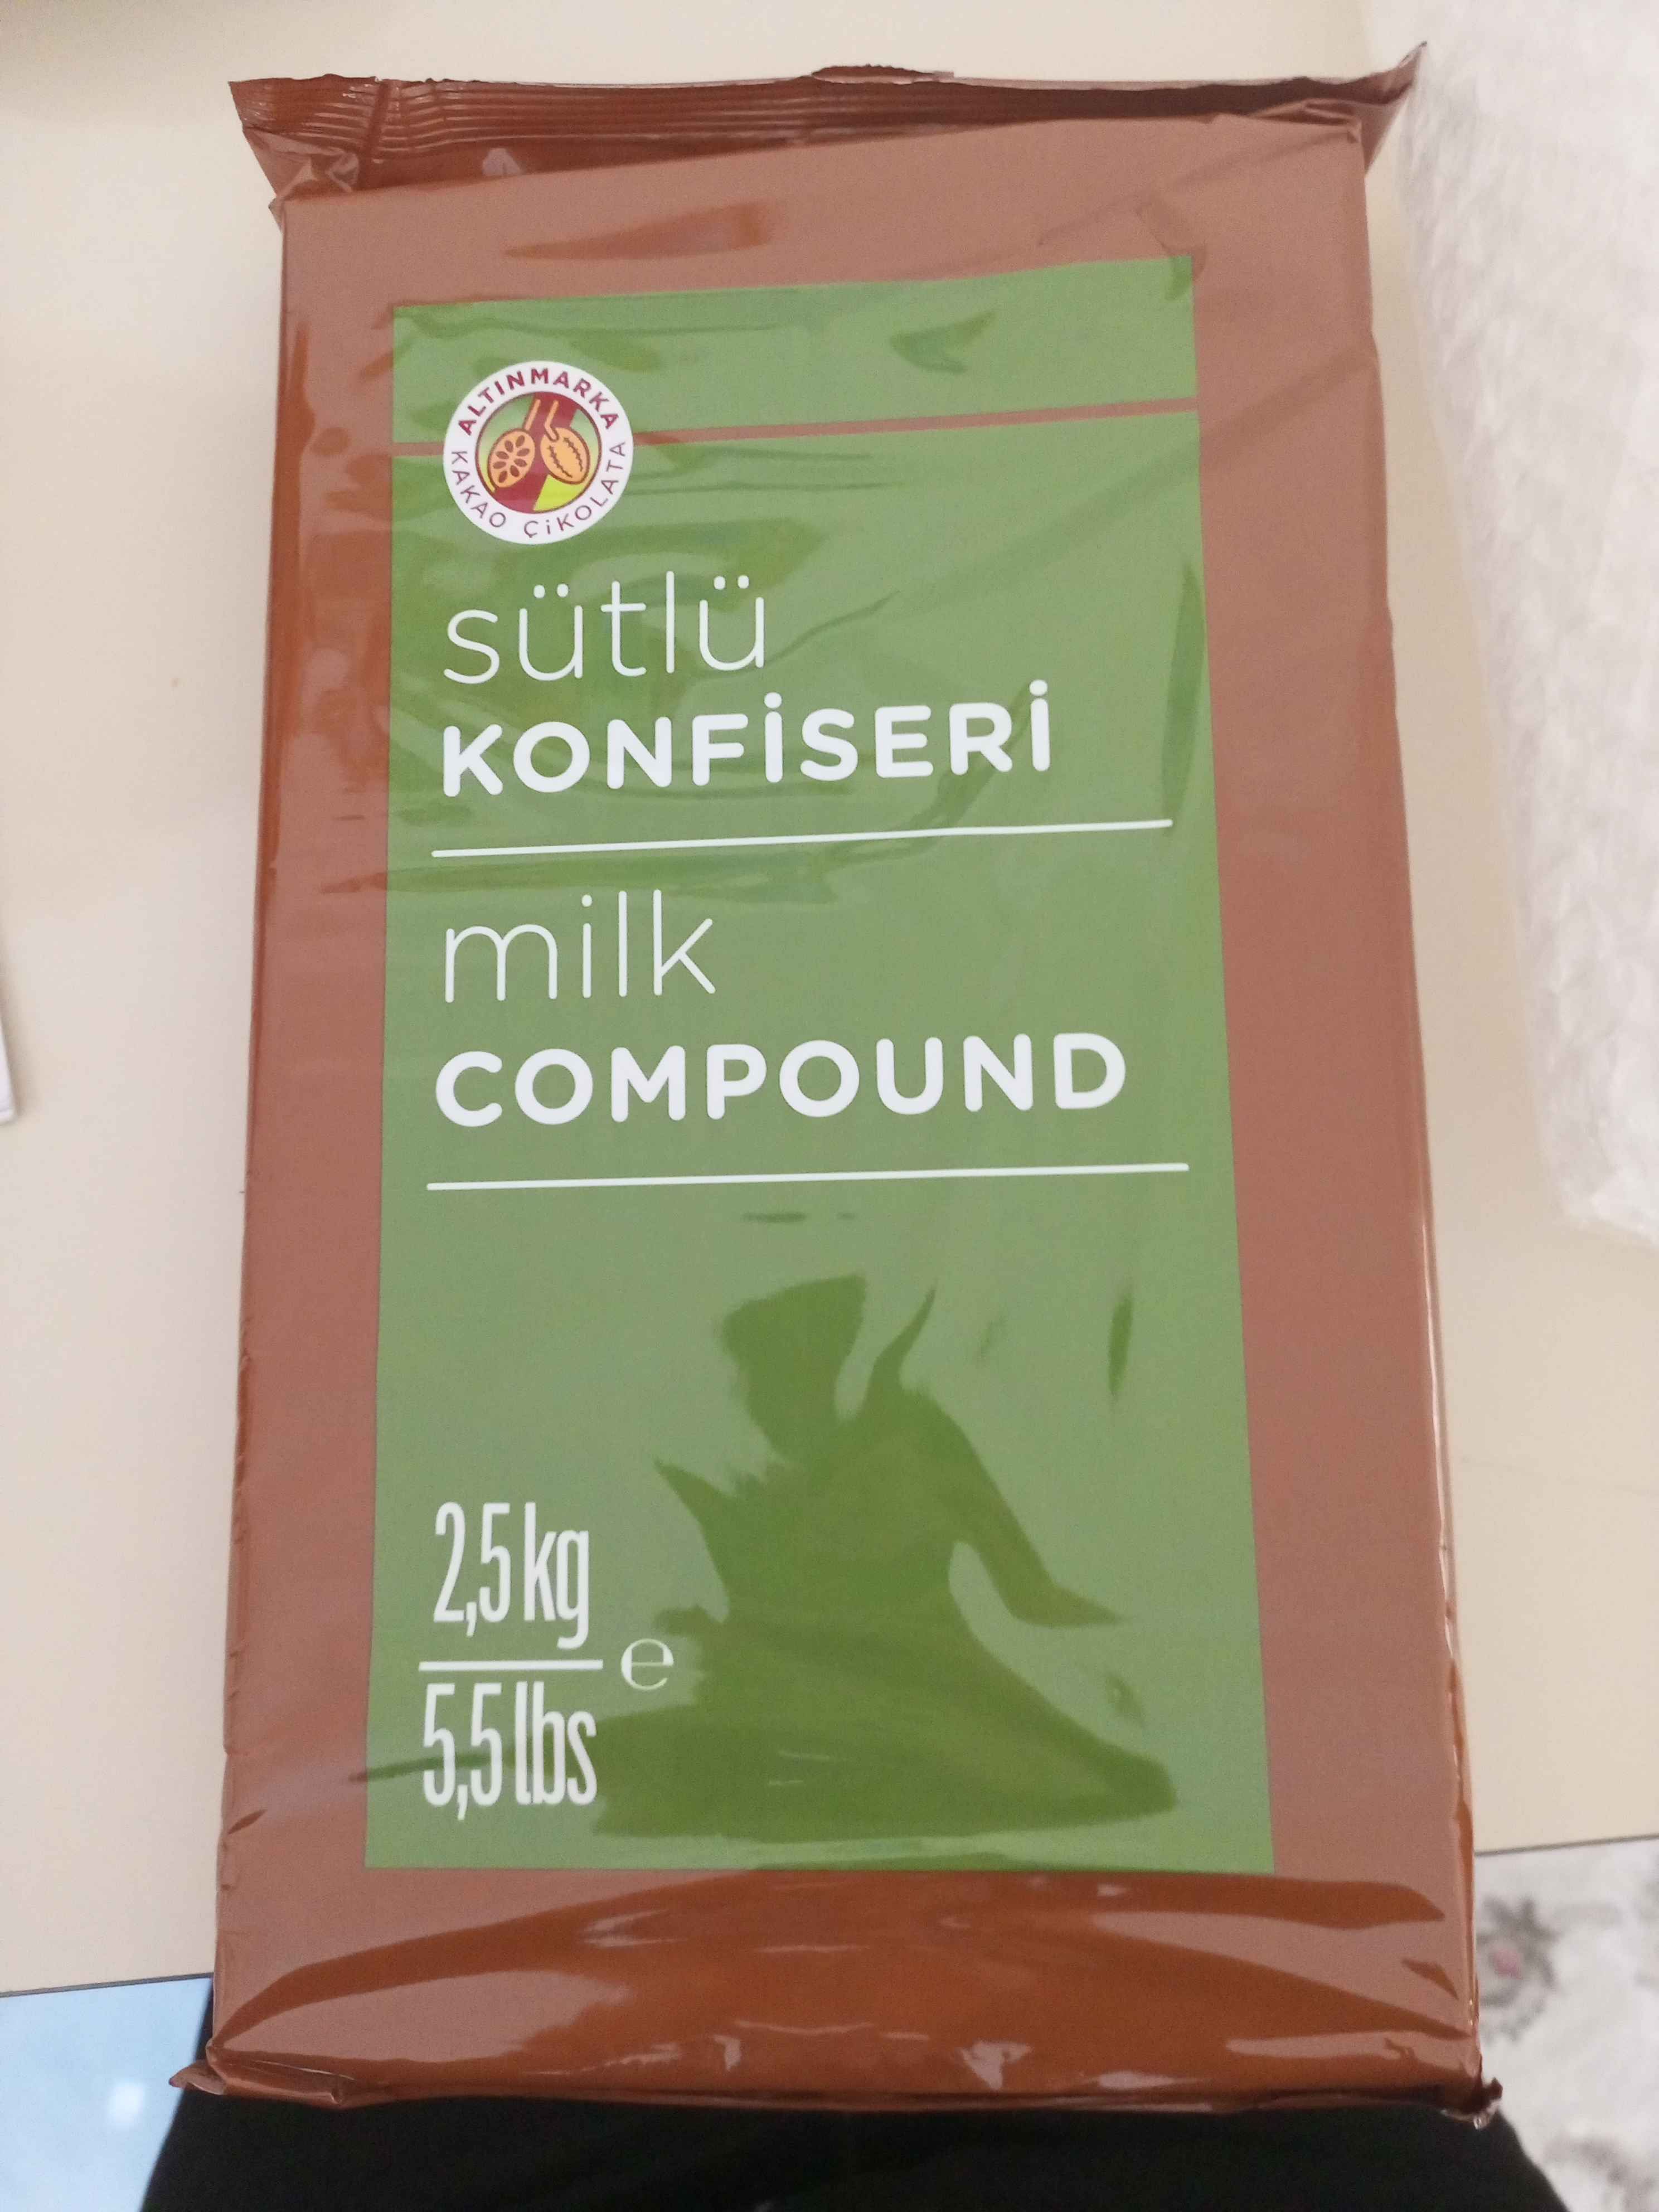 ALTINMARKA
KAKAO ÇİKOLATA
sütlü
KONFİSERİ
milk
COMPOUND
2,5 kg
5,5 lbs
℮